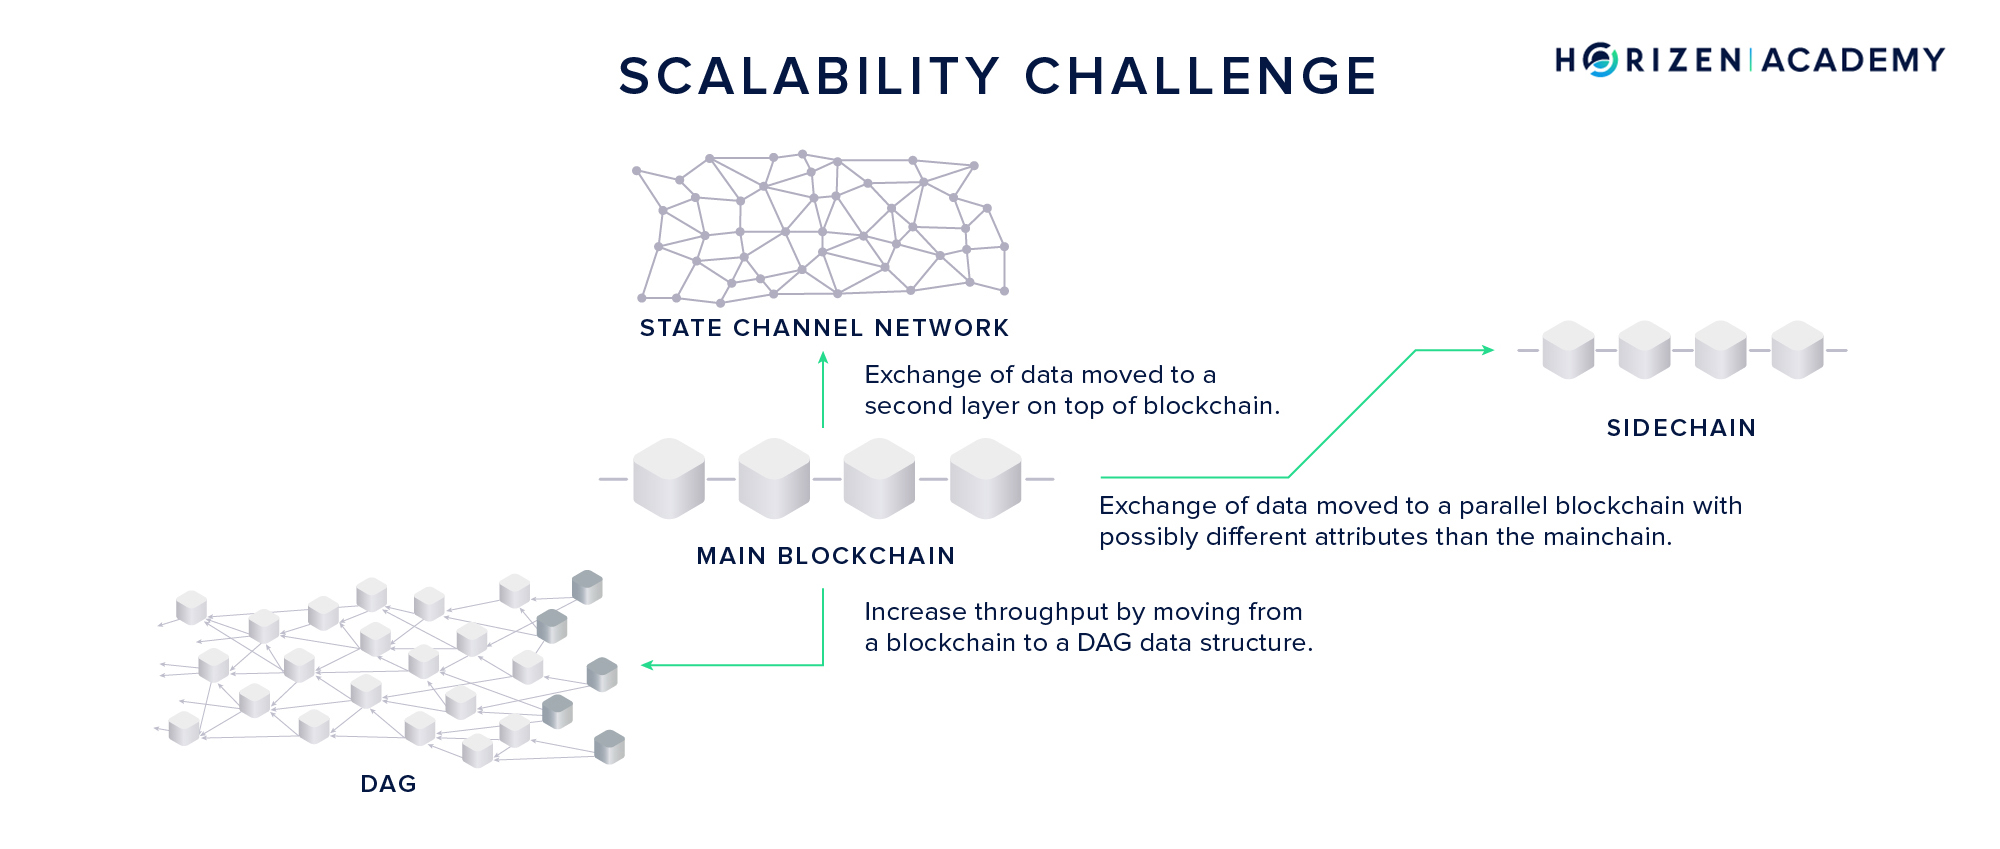 SCALABILITY CHALLENGE
HORIZEN | ACADEMY
STATE CHANNEL NETWORK
Exchange of data moved to a
second layer on top of blockchain.
SIDECHAIN
Exchange of data moved to a parallel blockchain with
possibly different attributes than the mainchain.
MAIN BLOCKCHAIN
Increase throughput by moving from
a blockchain to a DAG data structure.
DAG